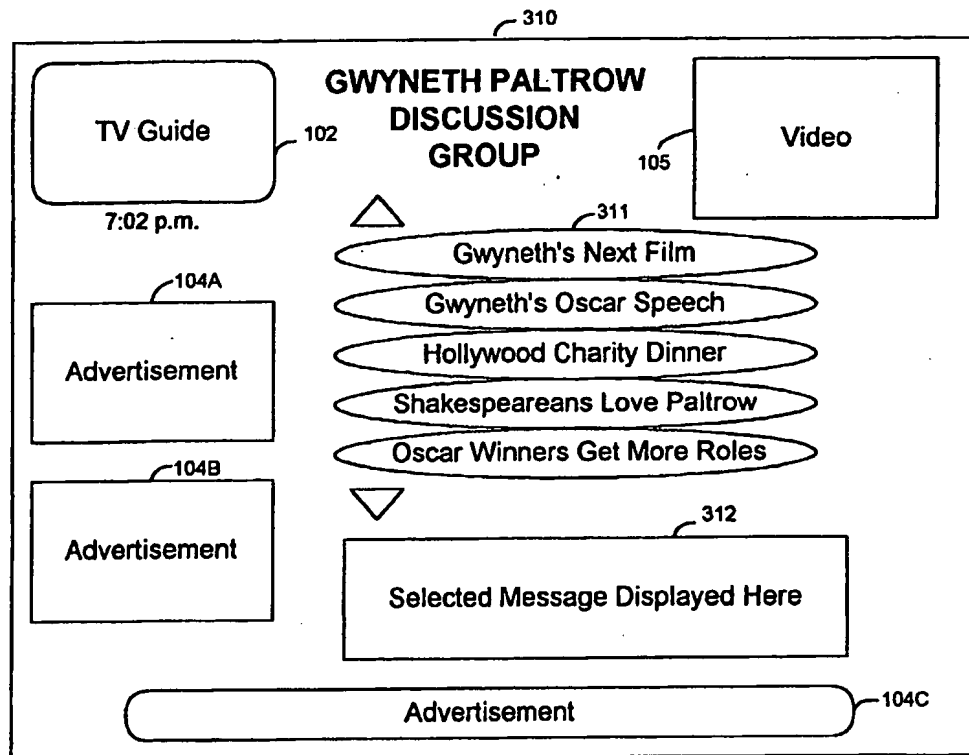 310
TV Guide
102
7:02 p.m.
GWYNETH PALTROW
DISCUSSION
GROUP
105
Video
311
Gwyneth's Next Film
Gwyneth's Oscar Speech
Hollywood Charity Dinner
Shakespeareans Love Paltrow
Oscar Winners Get More Roles
104A
Advertisement
104B
Advertisement
312
Selected Message Displayed Here
Advertisement
104C